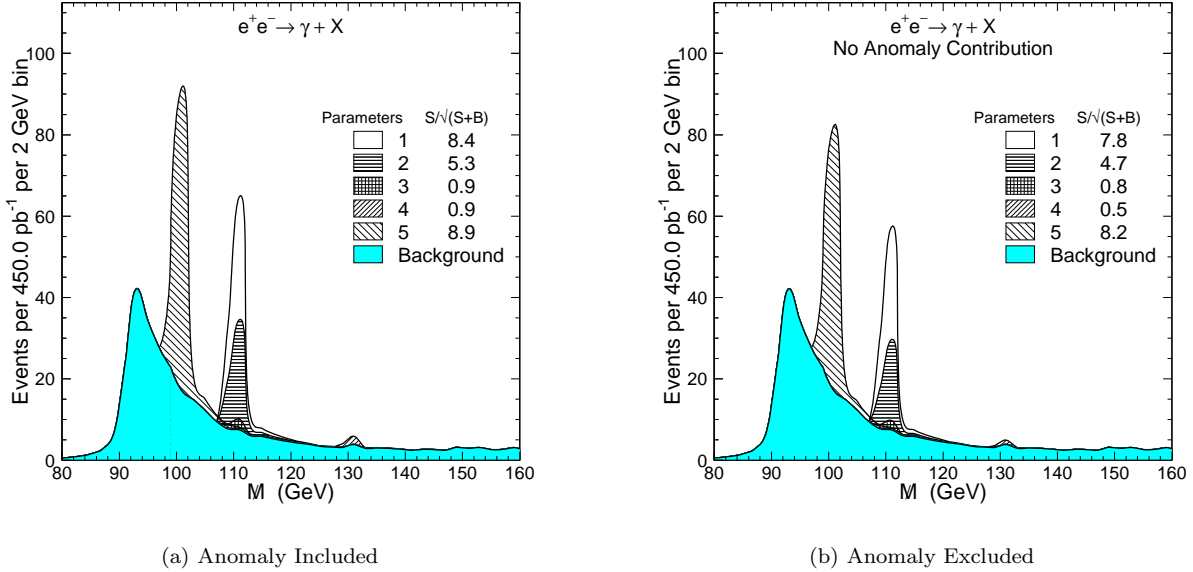 e⁺e⁻ → γ + X
Events per 450.0 pb⁻¹ per 2 GeV bin
100
80
60
40
20
0
Parameters S/√(S+B)
1 8.4
2 5.3
3 0.9
4 0.9
5 8.9
Background
80 90 100 110 120 130 140 150 160
M̸ (GeV)
(a) Anomaly Included
e⁺e⁻ → γ + X
No Anomaly Contribution
Events per 450.0 pb⁻¹ per 2 GeV bin
100
80
60
40
20
0
Parameters S/√(S+B)
1 7.8
2 4.7
3 0.8
4 0.5
5 8.2
Background
80 90 100 110 120 130 140 150 160
M̸ (GeV)
(b) Anomaly Excluded